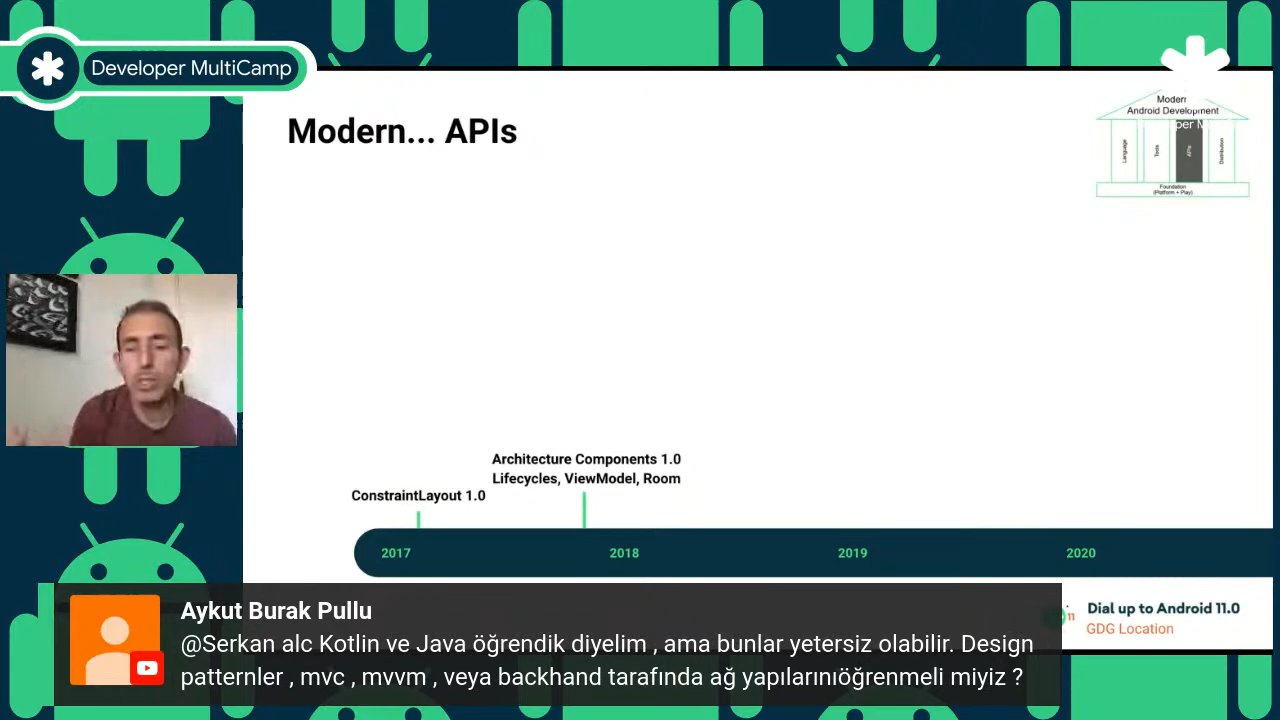 Developer MultiCamp
Modern... APIs
Modern
Android Development
Language
Tests
APIs
Distribution
Foundation
(Platform + Play)
Architecture Components 1.0
Lifecycles, ViewModel, Room
ConstraintLayout 1.0
2017
2018
2019
2020
Dial up to Android 11.0
GDG Location
Aykut Burak Pullu
@Serkan alc Kotlin ve Java öğrendik diyelim , ama bunlar yetersiz olabilir. Design
patternler , mvc , mvvm , veya backhand tarafında ağ yapılarınıöğrenmeli miyiz ?